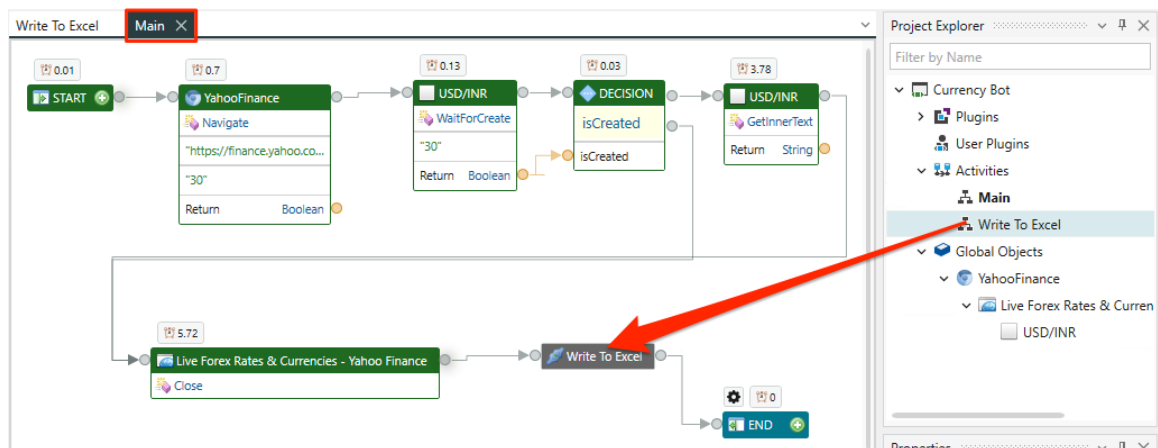 Write To Excel
Main
0.01
START
0.7
YahooFinance
Navigate
"https://finance.yahoo.co...
"30"
Return Boolean
0.13
USD/INR
WaitForCreate
"30"
Return Boolean
0.03
DECISION
isCreated
isCreated
3.78
USD/INR
GetInnerText
Return String
5.72
Live Forex Rates & Currencies - Yahoo Finance
Close
Write To Excel
0
END
Project Explorer
Filter by Name
Currency Bot
Plugins
User Plugins
Activities
Main
Write To Excel
Global Objects
YahooFinance
Live Forex Rates & Curren
USD/INR
Properties